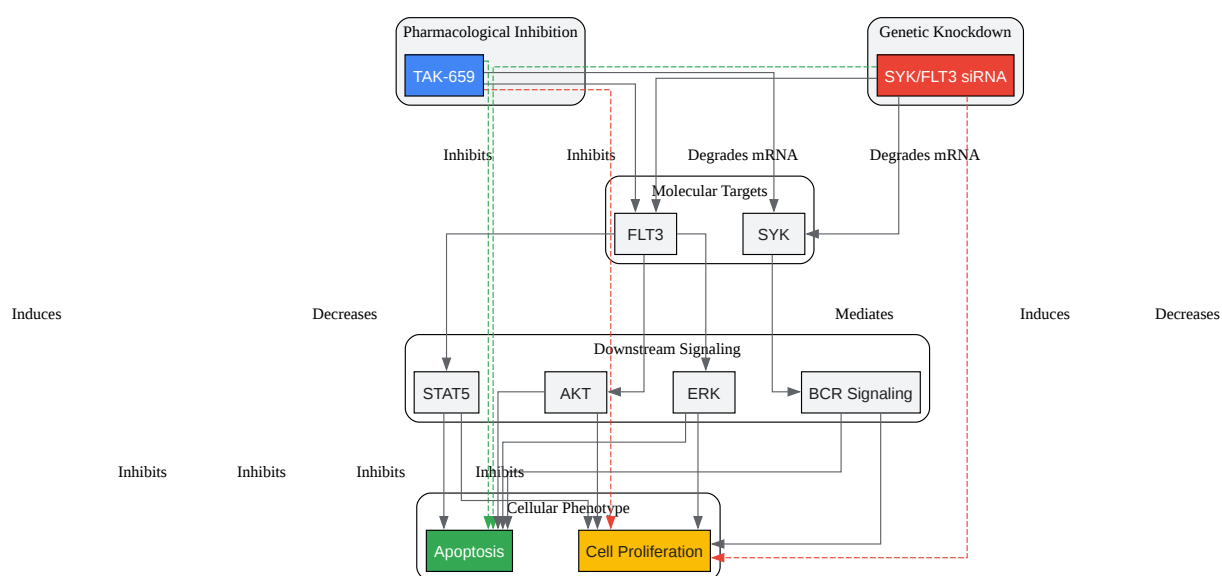 Pharmacological Inhibition
Genetic Knockdown
TAK-659
SYK/FLT3 siRNA
Inhibits
Inhibits
Degrades mRNA
Degrades mRNA
Molecular Targets
FLT3
SYK
Induces
Decreases
Mediates
Induces
Decreases
Downstream Signaling
STAT5
AKT
ERK
BCR Signaling
Inhibits
Inhibits
Inhibits
Inhibits
Cellular Phenotype
Apoptosis
Cell Proliferation